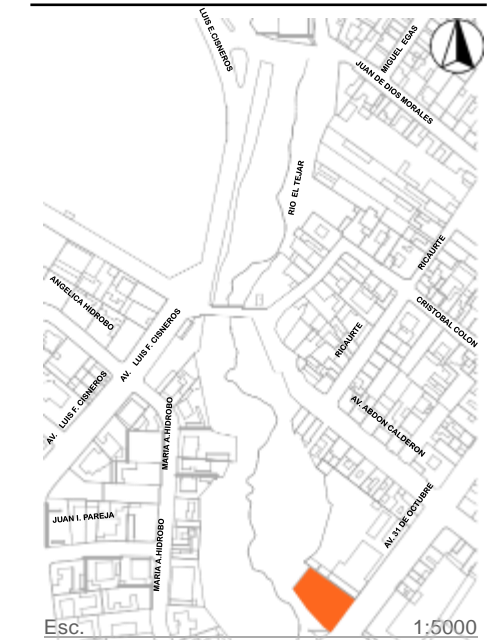 LUIS E.CISNEROS
MIGUEL EGAS
JUAN DE DIOS MORALES
RIO EL TEJAR
RICAURTE
ANGELICA HIDROBO
CRISTOBAL COLON
AV. LUIS F. CISNEROS
RICAURTE
AV. LUIS F. CISNEROS
MARIA A.HIDROBO
AV. ABDON CALDERON
JUAN I. PAREJA
AV. 31 DE OCTUBRE
MARIA A.HIDROBO
Esc. 1:5000